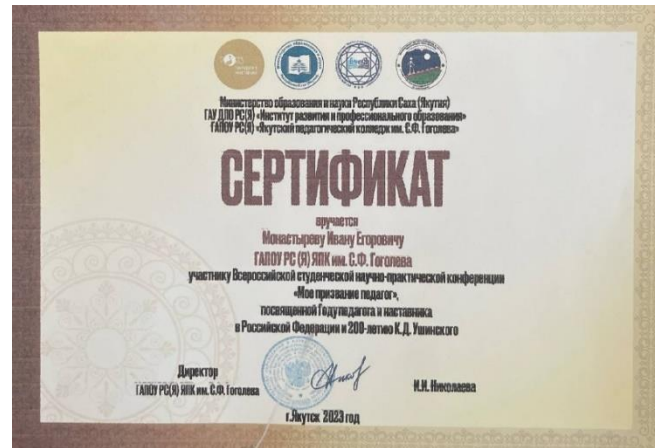 Министерство образования и науки Республики Саха (Якутия)
ГАУ ДПО РС(Я) «Институт развития и профессионального образования»
ГАПОУ РС(Я) «Якутский педагогический колледж им. С.Ф. Гоголева»
СЕРТИФИКАТ
вручается
Монастыреву Ивану Егоровичу
ГАПОУ РС (Я) ЯПК им. С.Ф. Гоголева
участнику Всероссийской студенческой научно-практической конференции
«Мое призвание педагог»,
посвященной Году педагога и наставника
в Российской Федерации и 200-летию К.Д. Ушинского
Директор
ГАПОУ РС(Я) ЯПК им. С.Ф. Гоголева
И.И. Николаева
г.Якутск 2023 год